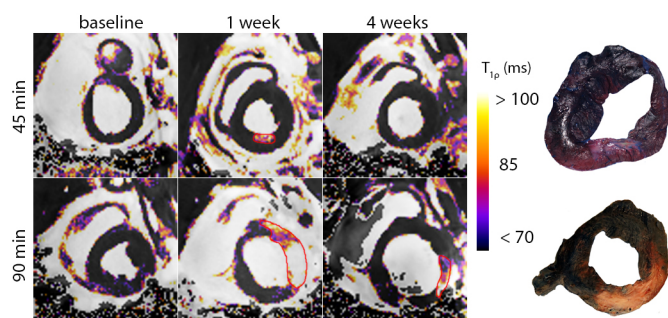 baseline 1 week 4 weeks
45 min
90 min
T1ρ (ms)
> 100
85
< 70